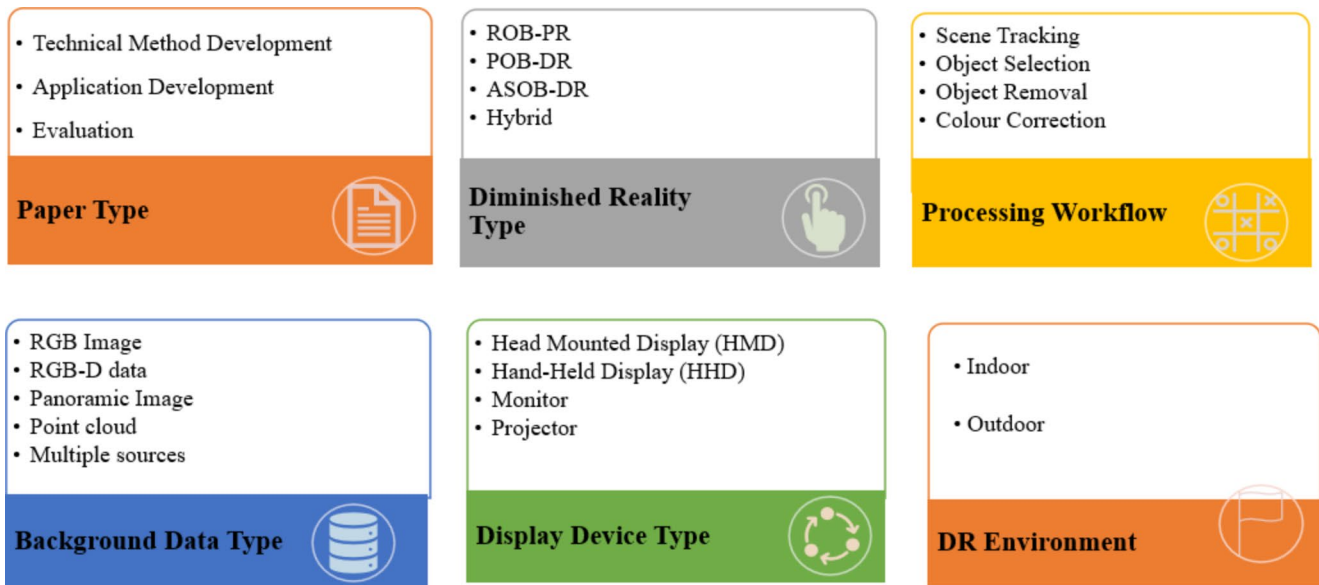 • Technical Method Development
• Application Development
• Evaluation
Paper Type
• ROB-PR
• POB-DR
• ASOB-DR
• Hybrid
Diminished Reality
Type
• Scene Tracking
• Object Selection
• Object Removal
• Colour Correction
Processing Workflow
• RGB Image
• RGB-D data
• Panoramic Image
• Point cloud
• Multiple sources
Background Data Type
• Head Mounted Display (HMD)
• Hand-Held Display (HHD)
• Monitor
• Projector
Display Device Type
• Indoor
• Outdoor
DR Environment